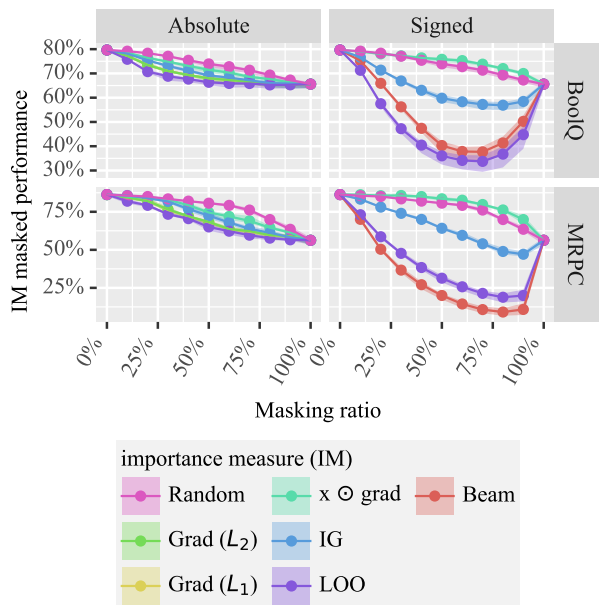 Absolute Signed
80%
70%
60%
50%
40%
30%
BoolQ
75%
50%
25%
MRPC
IM masked performance
0% 25% 50% 75% 100% 0% 25% 50% 75% 100%
Masking ratio
importance measure (IM)
Random x ⊙ grad Beam
Grad (L₂) IG
Grad (L₁) LOO